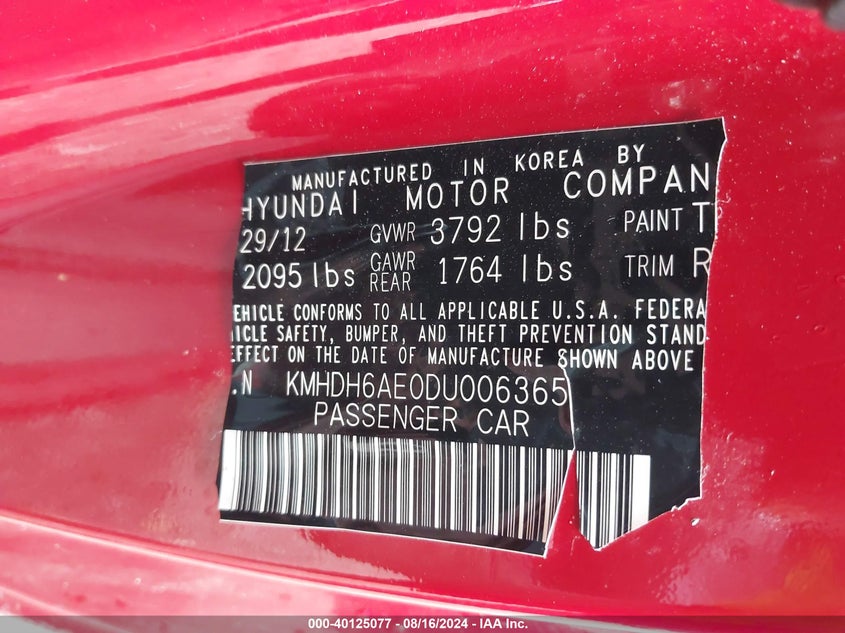 MANUFACTURED IN KOREA BY
HYUNDAI MOTOR COMPAN
29/12 GVWR 3792 lbs PAINT T
2095 lbs GAWR REAR 1764 lbs TRIM R
EHICLE CONFORMS TO ALL APPLICABLE U.S.A. FEDERA
ICLE SAFETY, BUMPER, AND THEFT PREVENTION STAND
EFFECT ON THE DATE OF MANUFACTURE SHOWN ABOVE
.N KMHDH6AE0DU006365
PASSENGER CAR
000-40125077 - 08/16/2024 - IAA Inc.